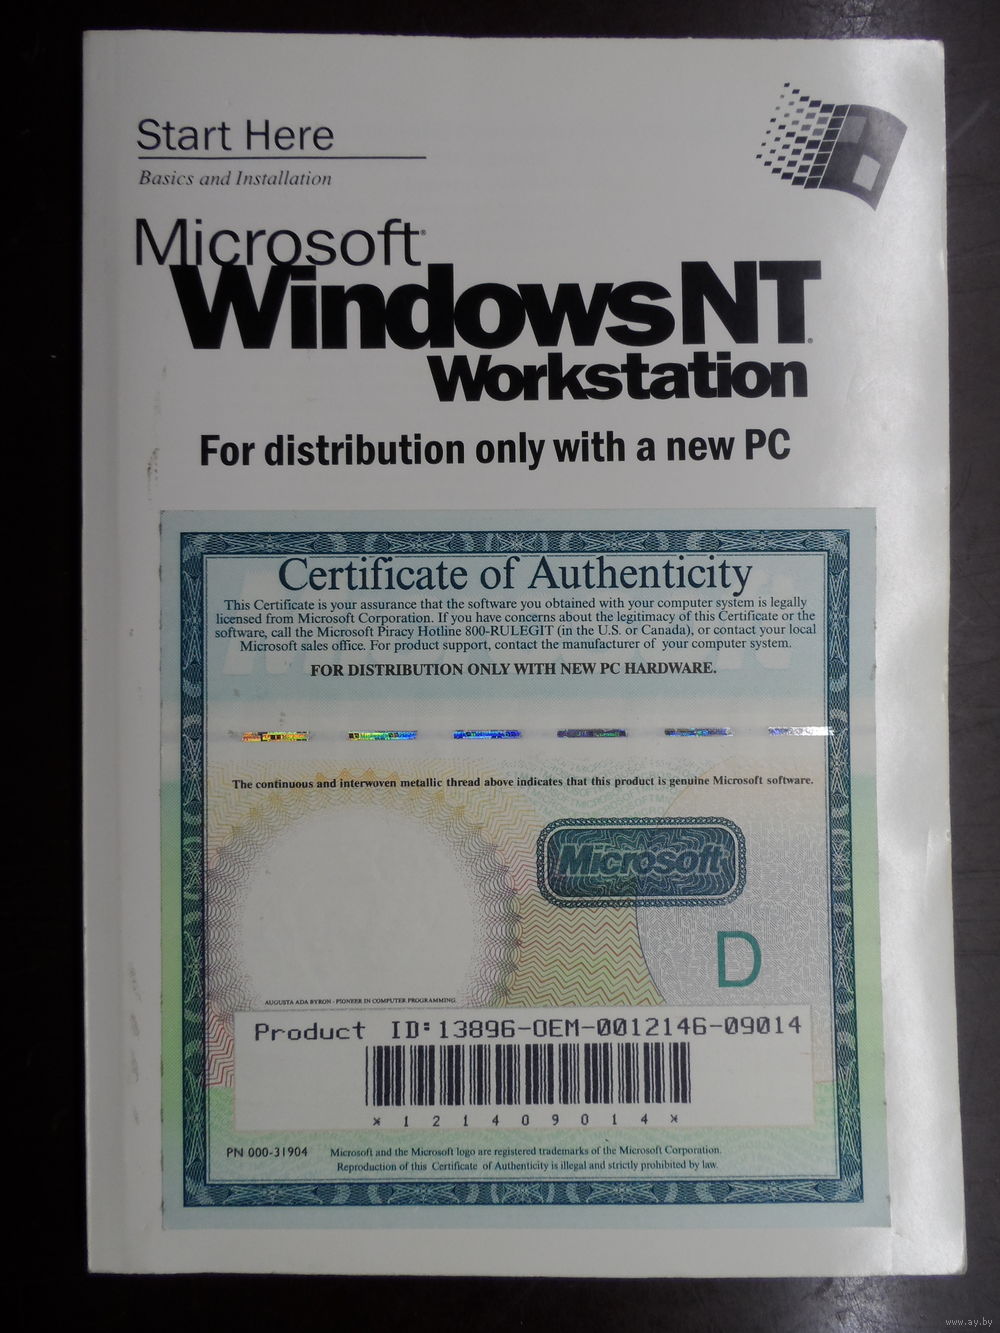 Start Here
Basics and Installation
Microsoft®
Windows NT®
Workstation
For distribution only with a new PC
Certificate of Authenticity
This Certificate is your assurance that the software you obtained with your computer system is legally
licensed from Microsoft Corporation. If you have concerns about the legitimacy of this Certificate or the
software, call the Microsoft Piracy Hotline 800-RULEGIT (in the U.S. or Canada), or contact your local
Microsoft sales office. For product support, contact the manufacturer of your computer system.
FOR DISTRIBUTION ONLY WITH NEW PC HARDWARE.
The continuous and interwoven metallic thread above indicates that this product is genuine Microsoft software.
Microsoft
D
AUGUSTA ADA BYRON - PIONEER IN COMPUTER PROGRAMMING
Product ID:13896-OEM-0012146-09014
*121409014*
PN 000-31904
Microsoft and the Microsoft logo are registered trademarks of the Microsoft Corporation.
Reproduction of this Certificate of Authenticity is illegal and strictly prohibited by law.
www.ay.by